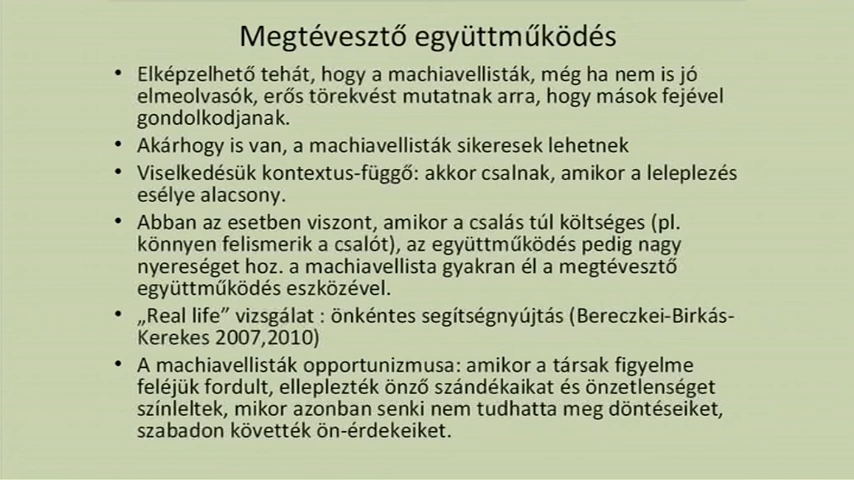 Megtévesztő együttműködés
• Elképzelhető tehát, hogy a machiavellisták, még ha nem is jó
elmeolvasók, erős törekvést mutatnak arra, hogy mások fejével
gondolkodjanak.
• Akárhogy is van, a machiavellisták sikeresek lehetnek
• Viselkedésük kontextus-függő: akkor csalnak, amikor a leleplezés
esélye alacsony.
• Abban az esetben viszont, amikor a csalás túl költséges (pl.
könnyen felismerik a csalót), az együttműködés pedig nagy
nyereséget hoz. a machiavellista gyakran él a megtévesztő
együttműködés eszközével.
• „Real life” vizsgálat : önkéntes segítségnyújtás (Bereczkei-Birkás-
Kerekes 2007,2010)
• A machiavellisták opportunizmusa: amikor a társak figyelme
feléjük fordult, elleplezték önző szándékaikat és önzetlenséget
színleltek, mikor azonban senki nem tudhatta meg döntéseiket,
szabadon követték ön-érdekeiket.